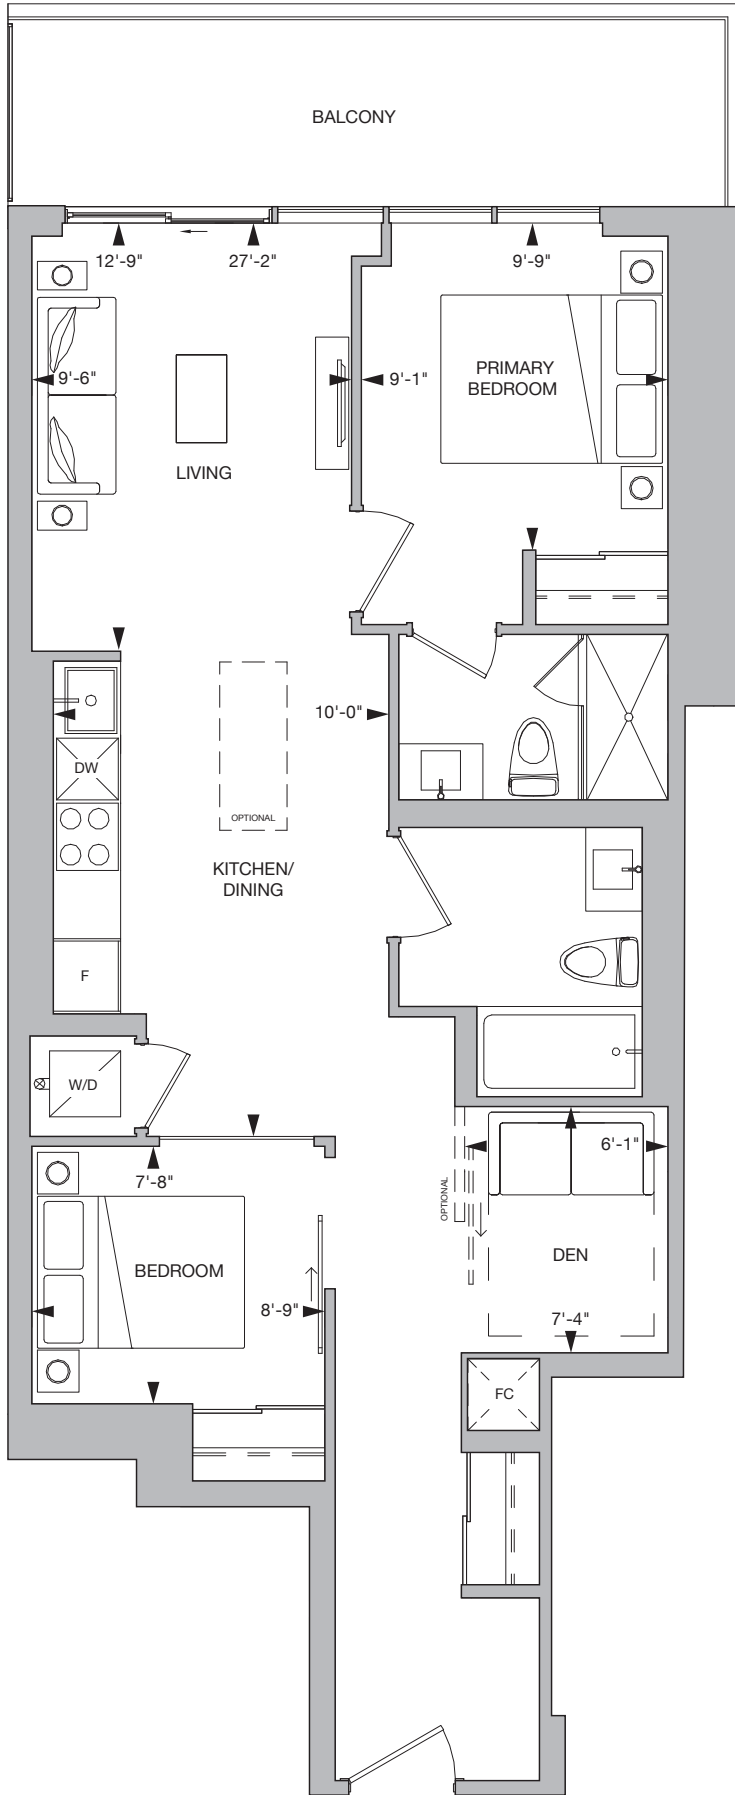 BALCONY
12'-9"
27'-2"
9'-9"
9'-6"
9'-1"
PRIMARY
BEDROOM
LIVING
10'-0"
DW
OPTIONAL
KITCHEN/
DINING
F
W/D
6'-1"
7'-8"
OPTIONAL
DEN
BEDROOM
8'-9"
7'-4"
FC